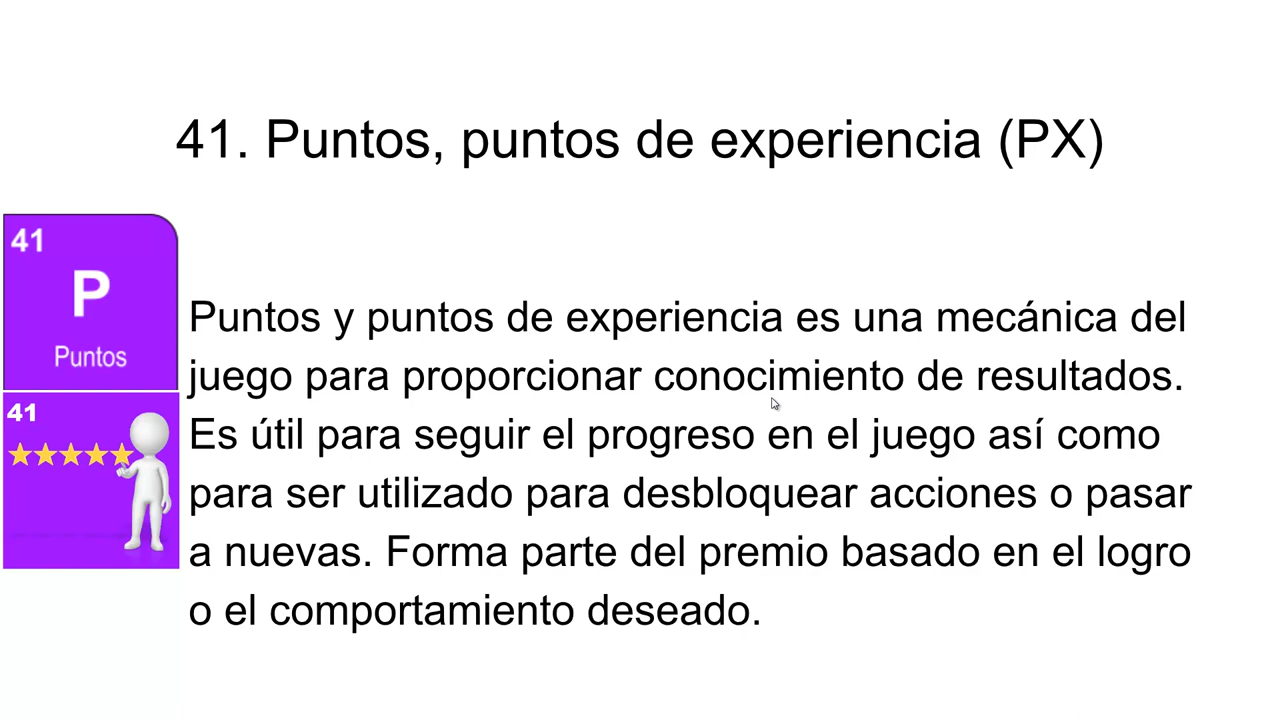 41. Puntos, puntos de experiencia (PX)
41
P
Puntos
41
Puntos y puntos de experiencia es una mecánica del
juego para proporcionar conocimiento de resultados.
Es útil para seguir el progreso en el juego así como
para ser utilizado para desbloquear acciones o pasar
a nuevas. Forma parte del premio basado en el logro
o el comportamiento deseado.